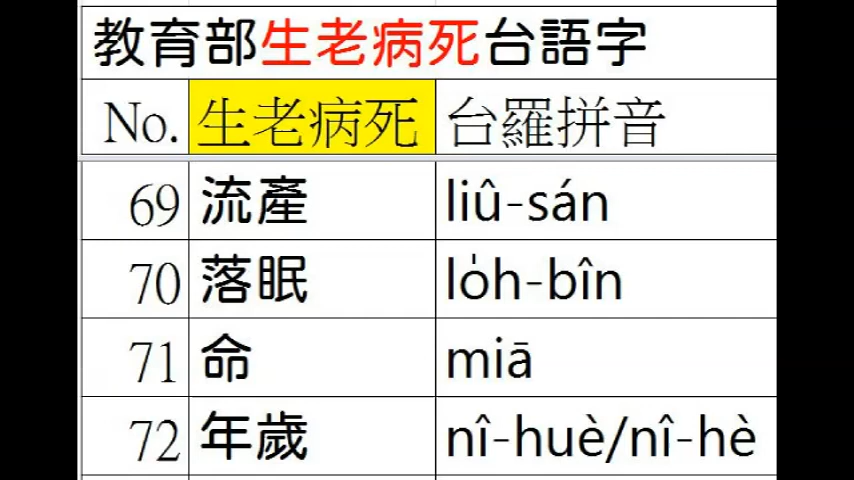 教育部生老病死台語字
No. 生老病死 台羅拼音
69 流產 liû-sán
70 落眠 lo̍h-bîn
71 命 miā
72 年歲 nî-huè/nî-hè